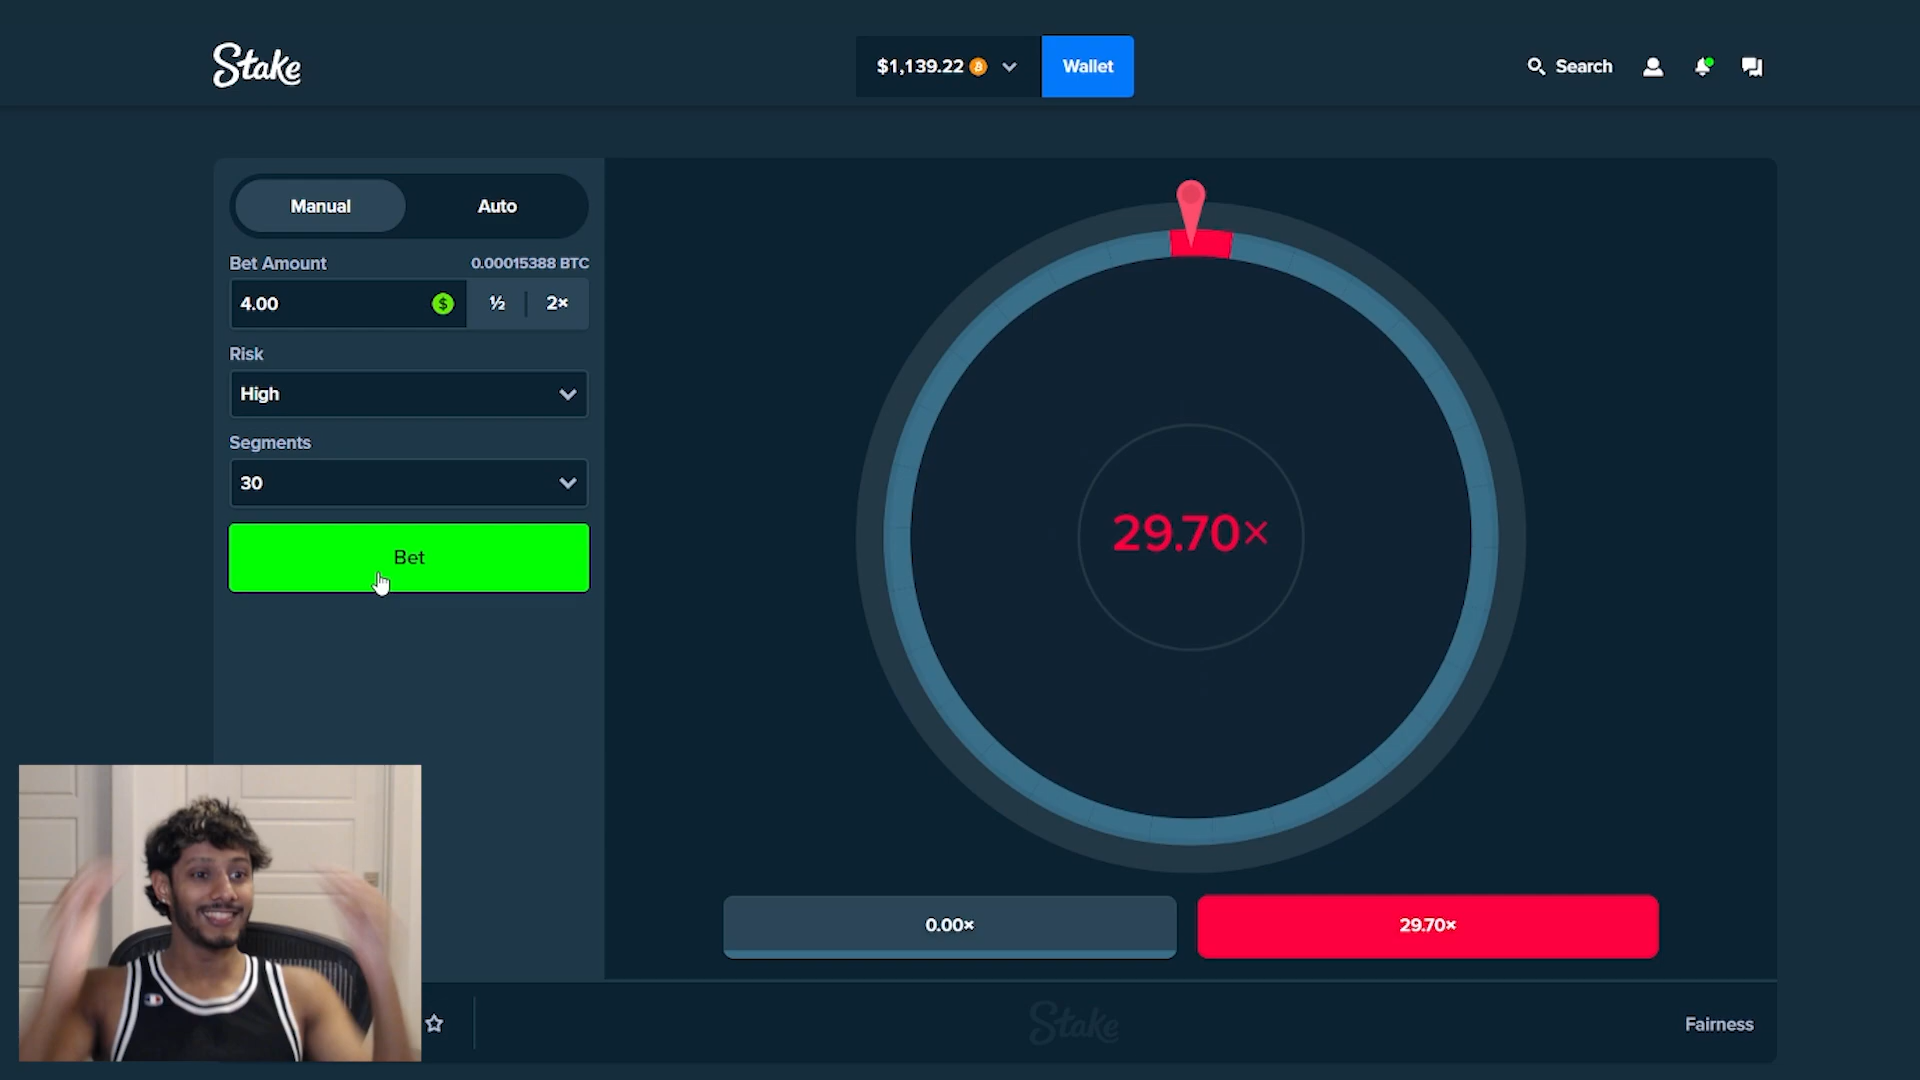 Stake
$1,139.22
Wallet
Search
Manual
Auto
Bet Amount
0.00015388 BTC
4.00
$
½
2×
Risk
High
Segments
30
Bet
29.70×
0.00×
29.70×
Stake
Fairness